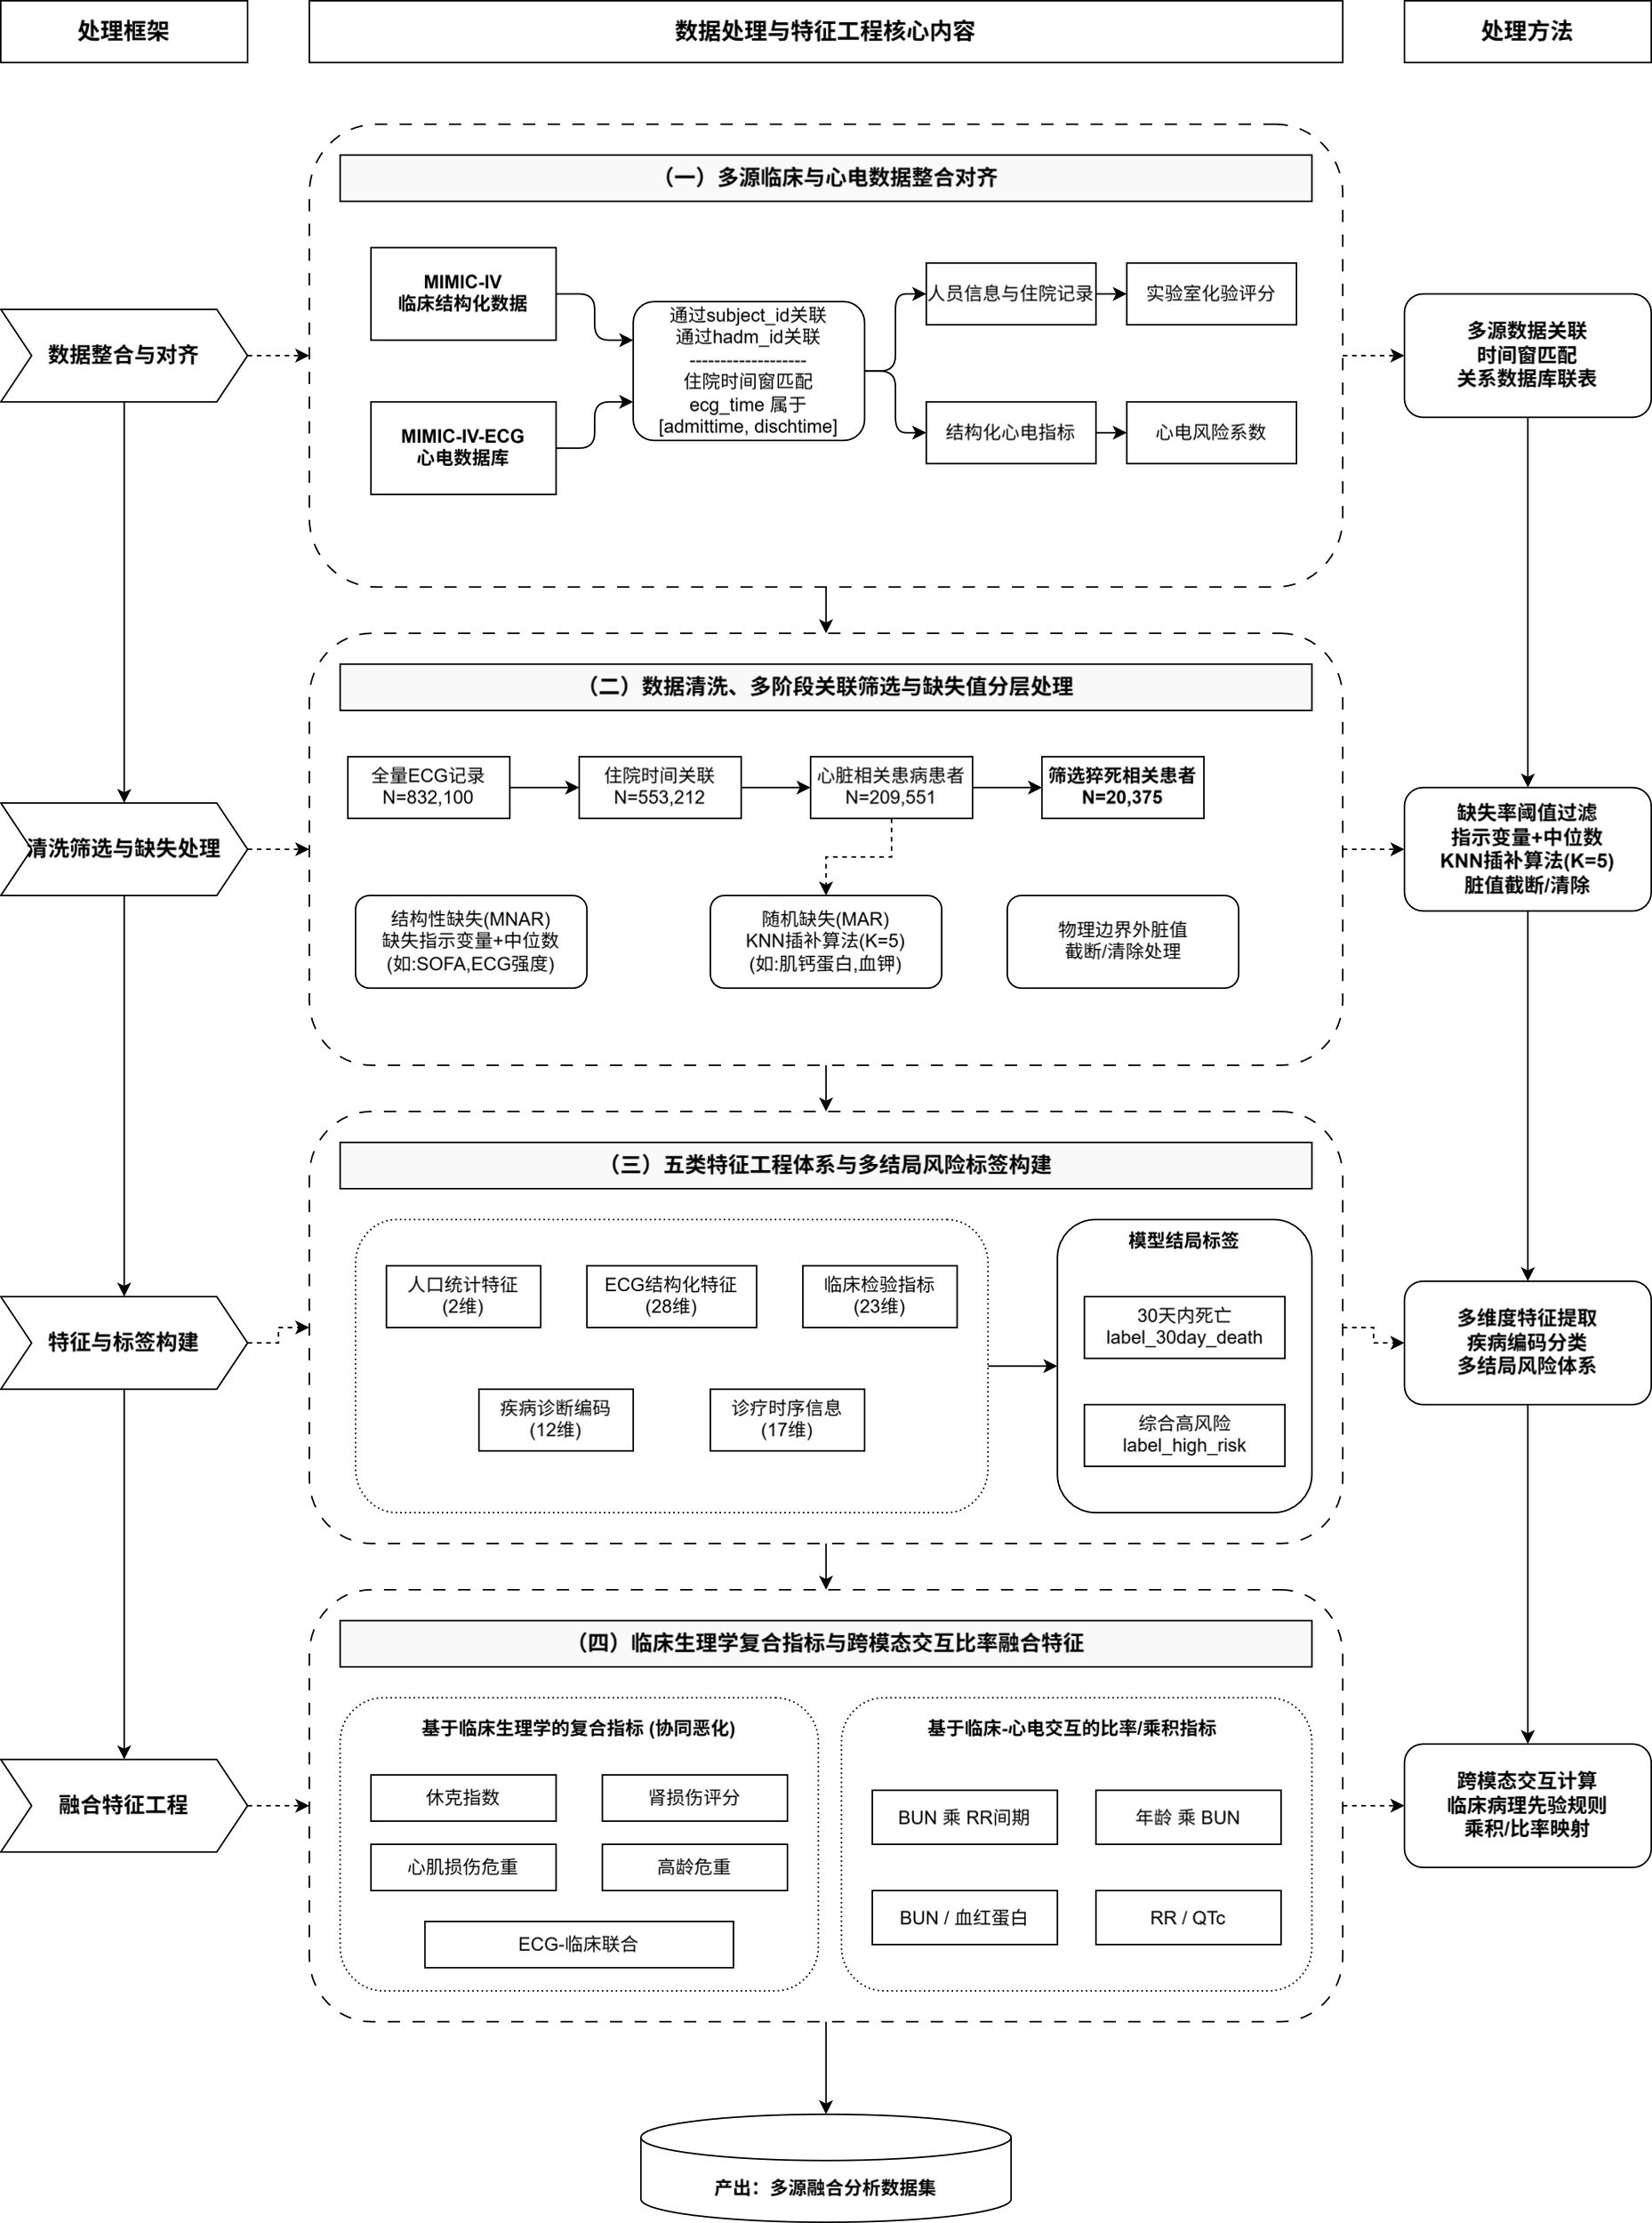 处理框架
数据处理与特征工程核心内容
处理方法
（一）多源临床与心电数据整合对齐
数据整合与对齐
MIMIC-IV
临床结构化数据
MIMIC-IV-ECG
心电数据库
通过subject_id关联
通过hadm_id关联
-------------------
住院时间窗匹配
ecg_time 属于
[admittime, dischtime]
人员信息与住院记录
实验室化验评分
结构化心电指标
心电风险系数
多源数据关联
时间窗匹配
关系数据库联表
（二）数据清洗、多阶段关联筛选与缺失值分层处理
清洗筛选与缺失处理
全量ECG记录
N=832,100
住院时间关联
N=553,212
心脏相关患病患者
N=209,551
筛选猝死相关患者
N=20,375
结构性缺失(MNAR)
缺失指示变量+中位数
(如:SOFA,ECG强度)
随机缺失(MAR)
KNN插补算法(K=5)
(如:肌钙蛋白,血钾)
物理边界外脏值
截断/清除处理
缺失率阈值过滤
指示变量+中位数
KNN插补算法(K=5)
脏值截断/清除
（三）五类特征工程体系与多结局风险标签构建
特征与标签构建
人口统计特征
(2维)
ECG结构化特征
(28维)
临床检验指标
(23维)
疾病诊断编码
(12维)
诊疗时序信息
(17维)
模型结局标签
30天内死亡
label_30day_death
综合高风险
label_high_risk
多维度特征提取
疾病编码分类
多结局风险体系
（四）临床生理学复合指标与跨模态交互比率融合特征
融合特征工程
基于临床生理学的复合指标 (协同恶化)
休克指数
肾损伤评分
心肌损伤危重
高龄危重
ECG-临床联合
基于临床-心电交互的比率/乘积指标
BUN 乘 RR间期
年龄 乘 BUN
BUN / 血红蛋白
RR / QTc
跨模态交互计算
临床病理先验规则
乘积/比率映射
产出：多源融合分析数据集